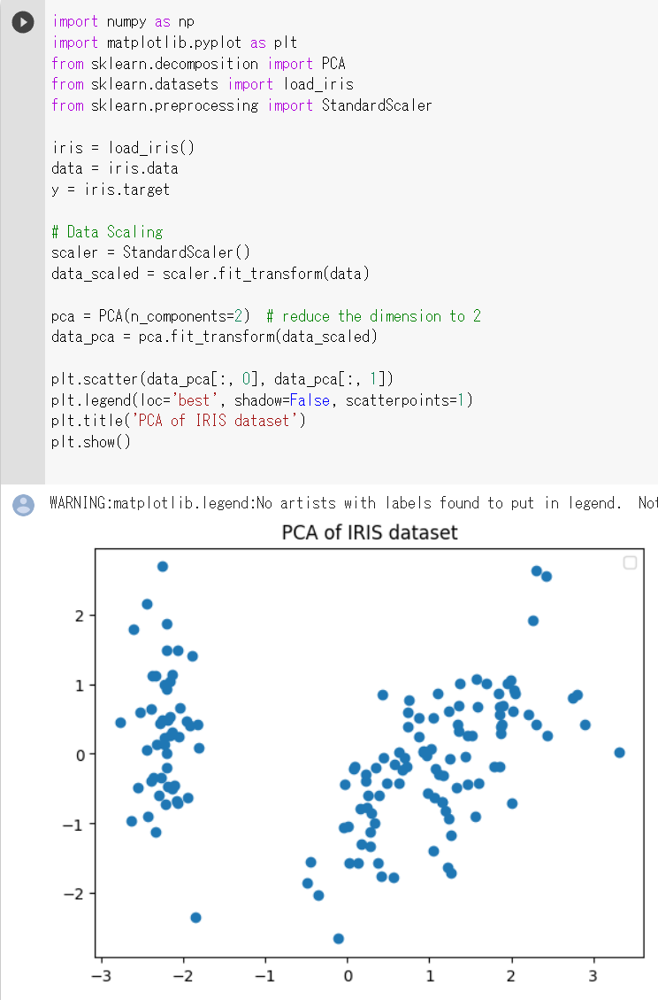 import numpy as np
import matplotlib.pyplot as plt
from sklearn.decomposition import PCA
from sklearn.datasets import load_iris
from sklearn.preprocessing import StandardScaler
iris = load_iris()
data = iris.data
y = iris.target
# Data Scaling
scaler = StandardScaler()
data_scaled = scaler.fit_transform(data)
pca = PCA(n_components=2)  # reduce the dimension to 2
data_pca = pca.fit_transform(data_scaled)
plt.scatter(data_pca[:, 0], data_pca[:, 1])
plt.legend(loc='best', shadow=False, scatterpoints=1)
plt.title('PCA of IRIS dataset')
plt.show()
WARNING:matplotlib.legend:No artists with labels found to put in legend.  Not
PCA of IRIS dataset
2
1
0
−1
−2
−3 −2 −1 0 1 2 3